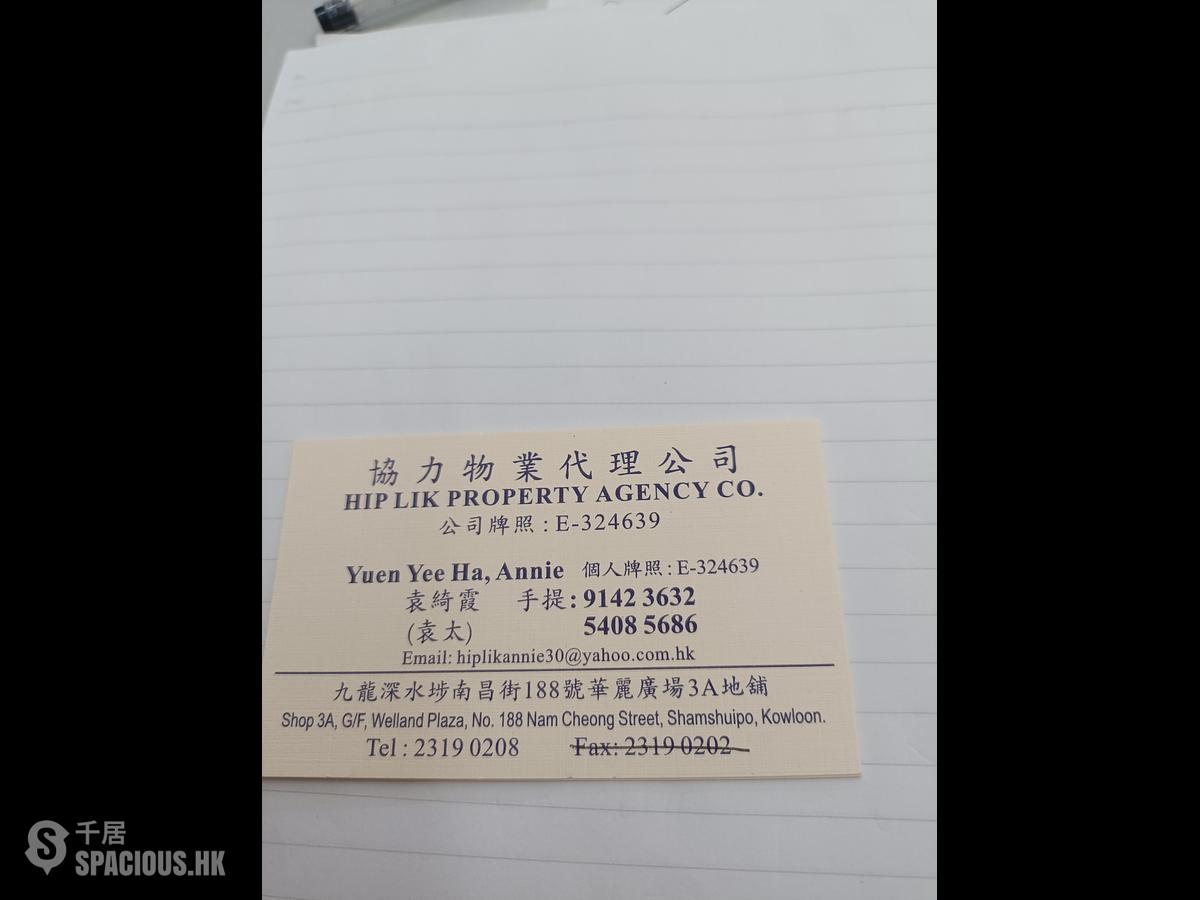 協力物業代理公司
HIP LIK PROPERTY AGENCY CO.
公司牌照 : E-324639
Yuen Yee Ha, Annie 個人牌照 : E-324639
袁綺霞 手提 : 9142 3632
(袁太) 5408 5686
Email: hiplikannie30@yahoo.com.hk
九龍深水埗南昌街188號華麗廣場3A地舖
Shop 3A, G/F, Welland Plaza, No. 188 Nam Cheong Street, Shamshuipo, Kowloon.
Tel : 2319 0208 Fax: 2319 0202
千居
SPACIOUS.HK